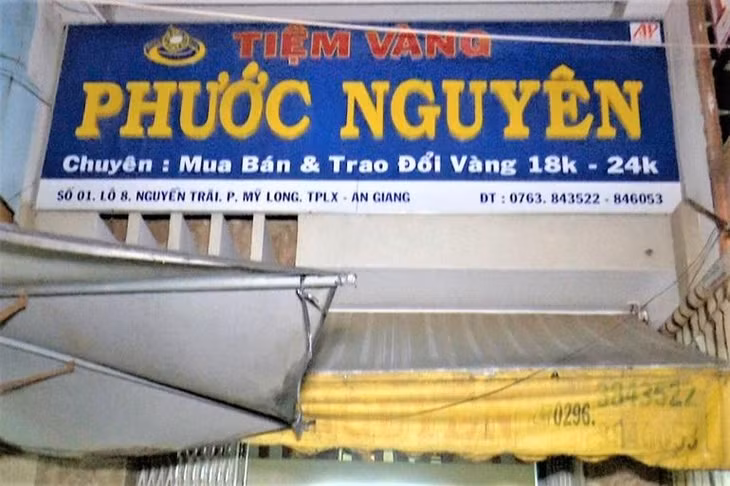 TIỆM VÀNG
PHƯỚC NGUYÊN
Chuyên : Mua Bán & Trao Đổi Vàng 18k - 24k
SỐ 01. LÔ 8. NGUYỄN TRÃI. P. MỸ LONG. TPLX - AN GIANG ĐT : 0763. 843522 - 846053
0296. 3843522